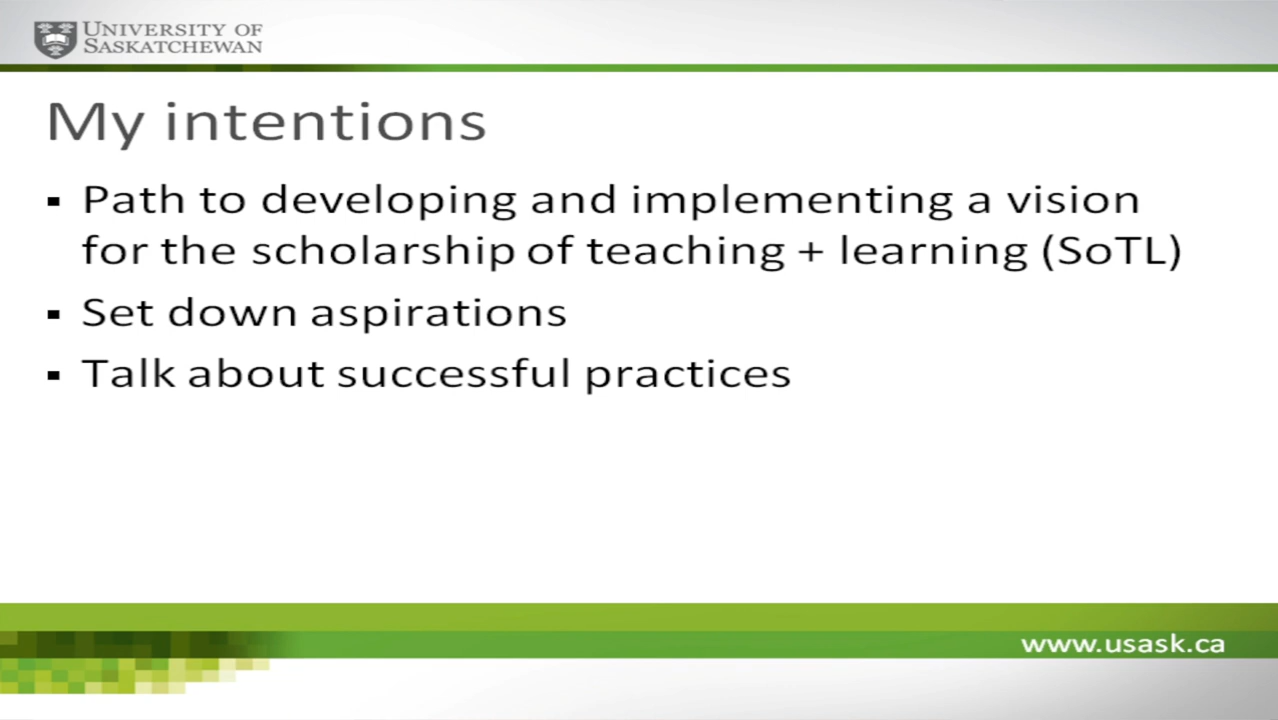 UNIVERSITY OF
SASKATCHEWAN
My intentions
▪ Path to developing and implementing a vision
for the scholarship of teaching + learning (SoTL)
▪ Set down aspirations
▪ Talk about successful practices
www.usask.ca